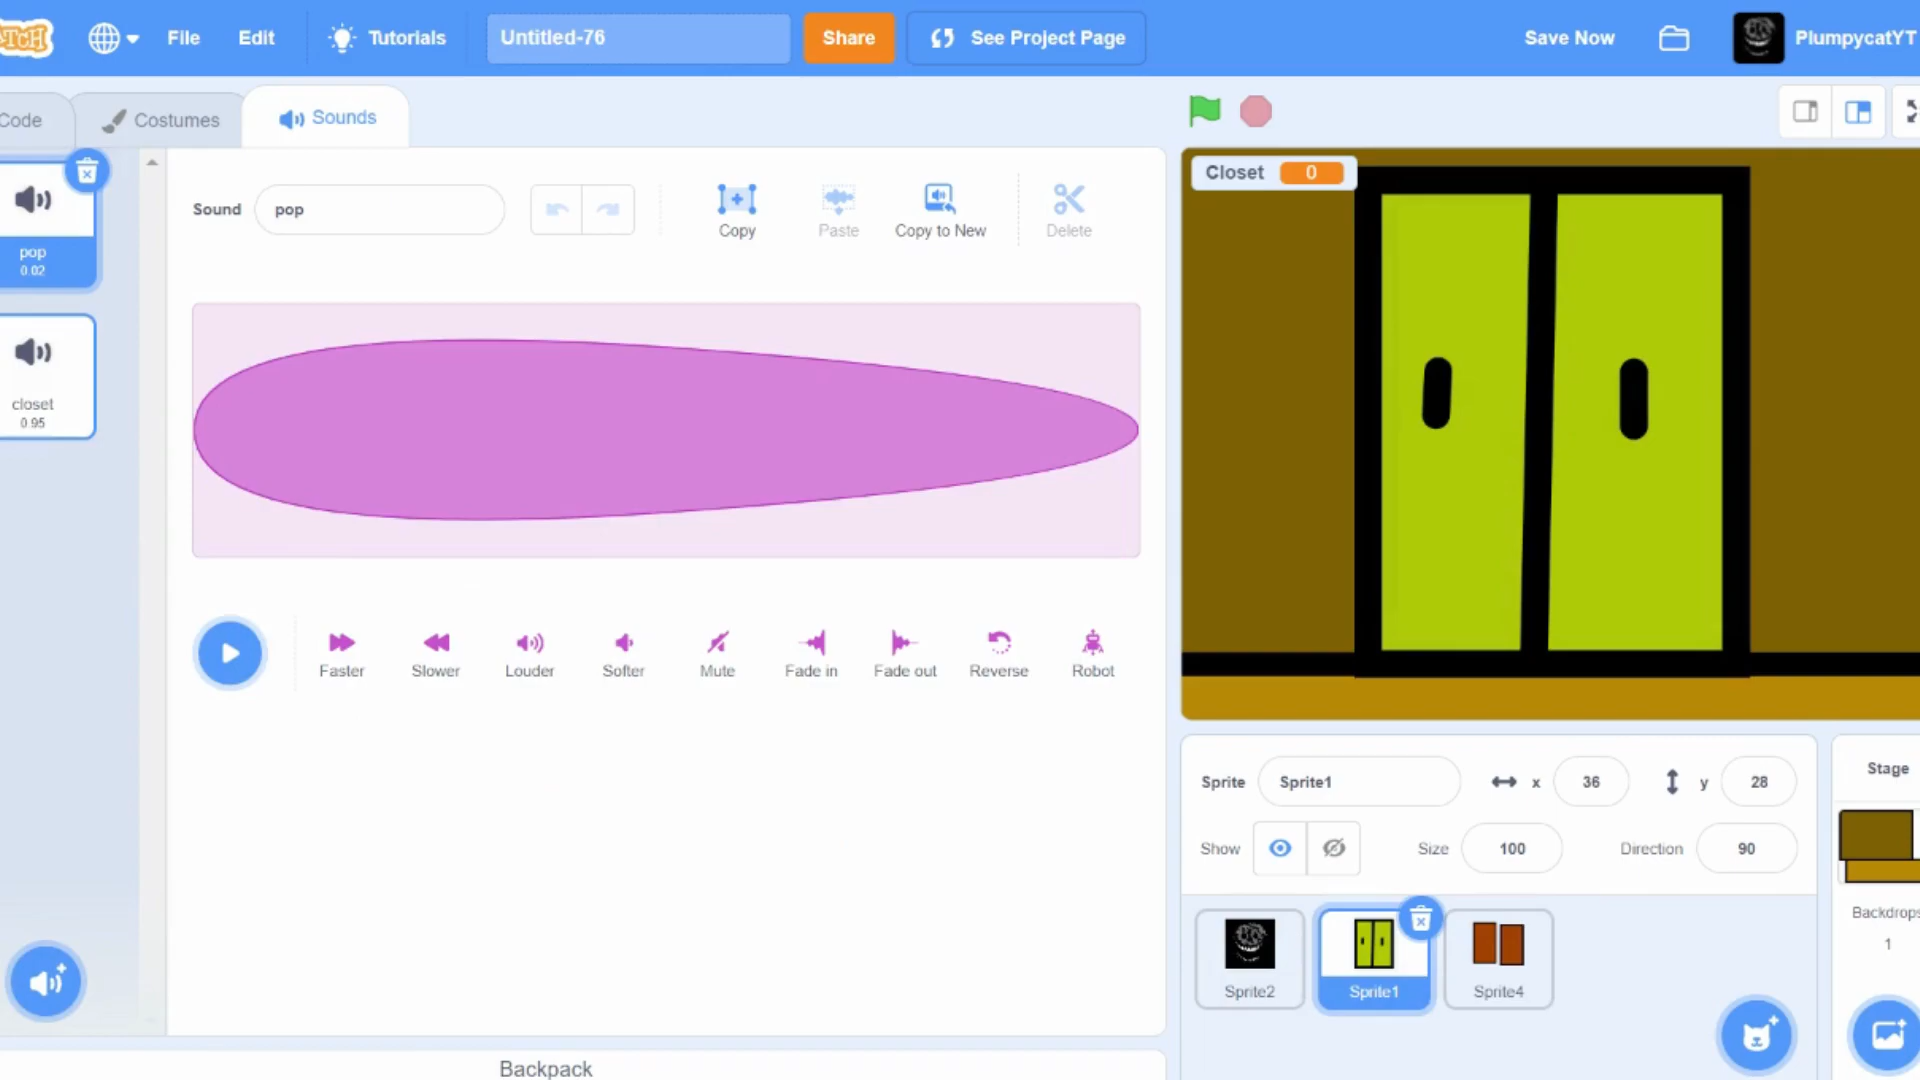 File
Edit
Tutorials
Untitled-76
Share
See Project Page
Save Now
PlumpycatYT
Code
Costumes
Sounds
pop
0.02
closet
0.95
Sound
pop
Copy
Paste
Copy to New
Delete
Faster
Slower
Louder
Softer
Mute
Fade in
Fade out
Reverse
Robot
Backpack
Closet 0
Sprite
Sprite1
x
36
y
28
Show
Size
100
Direction
90
Sprite2
Sprite1
Sprite4
Stage
Backdrops
1